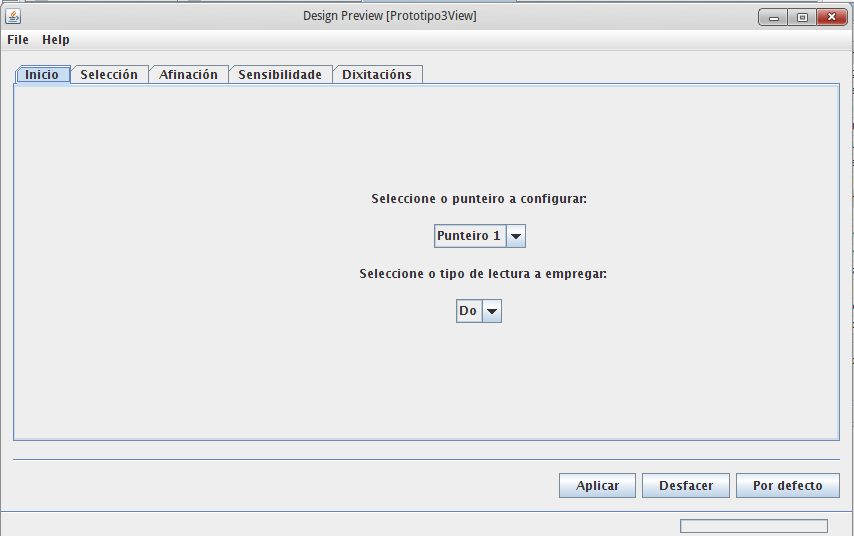 Design Preview [Prototipo3View]
File Help
Inicio Selección Afinación Sensibilidade Dixitacións
Seleccione o punteiro a configurar:
Punteiro 1
Seleccione o tipo de lectura a empregar:
Do
Aplicar Desfacer Por defecto